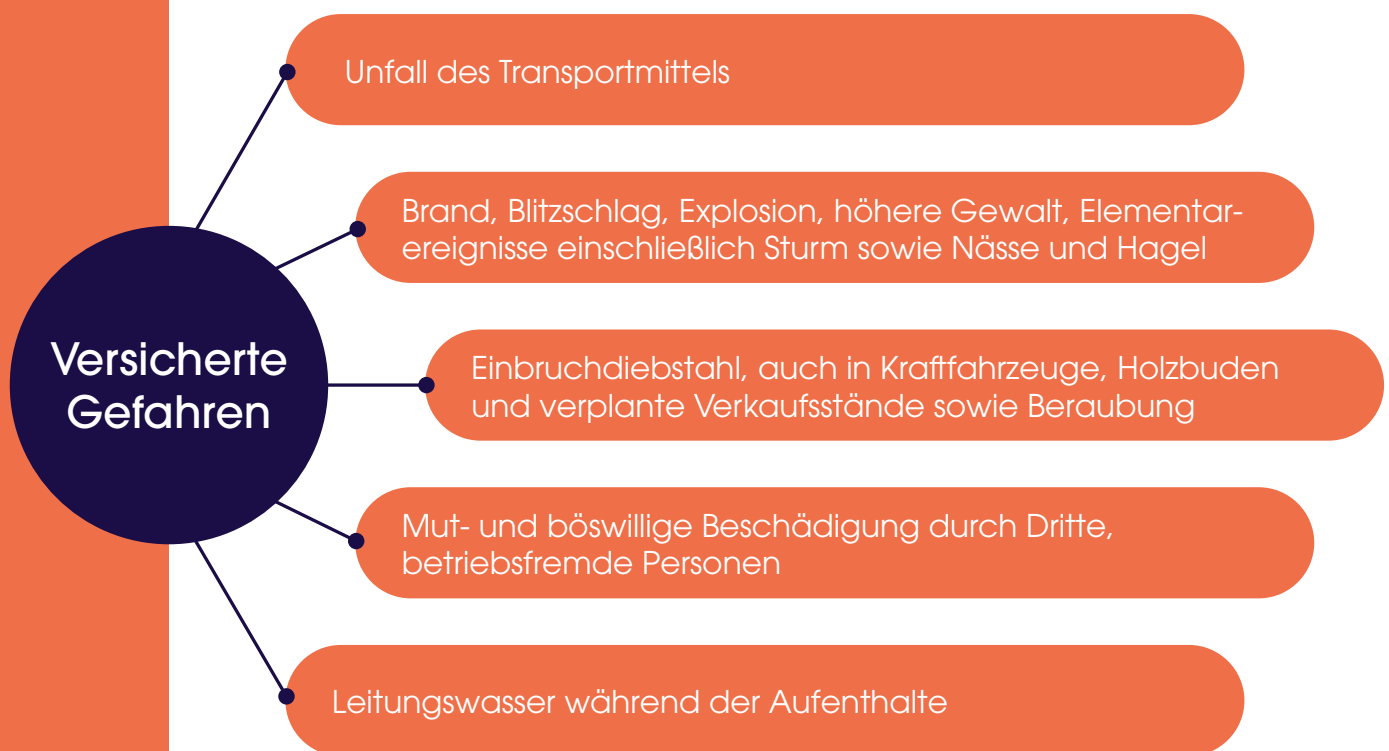 Unfall des Transportmittels
Brand, Blitzschlag, Explosion, höhere Gewalt, Elementar-
ereignisse einschließlich Sturm sowie Nässe und Hagel
Versicherte
Gefahren
Einbruchdiebstahl, auch in Kraftfahrzeuge, Holzbuden
und verplante Verkaufsstände sowie Beraubung
Mut- und böswillige Beschädigung durch Dritte,
betriebsfremde Personen
Leitungswasser während der Aufenthalte